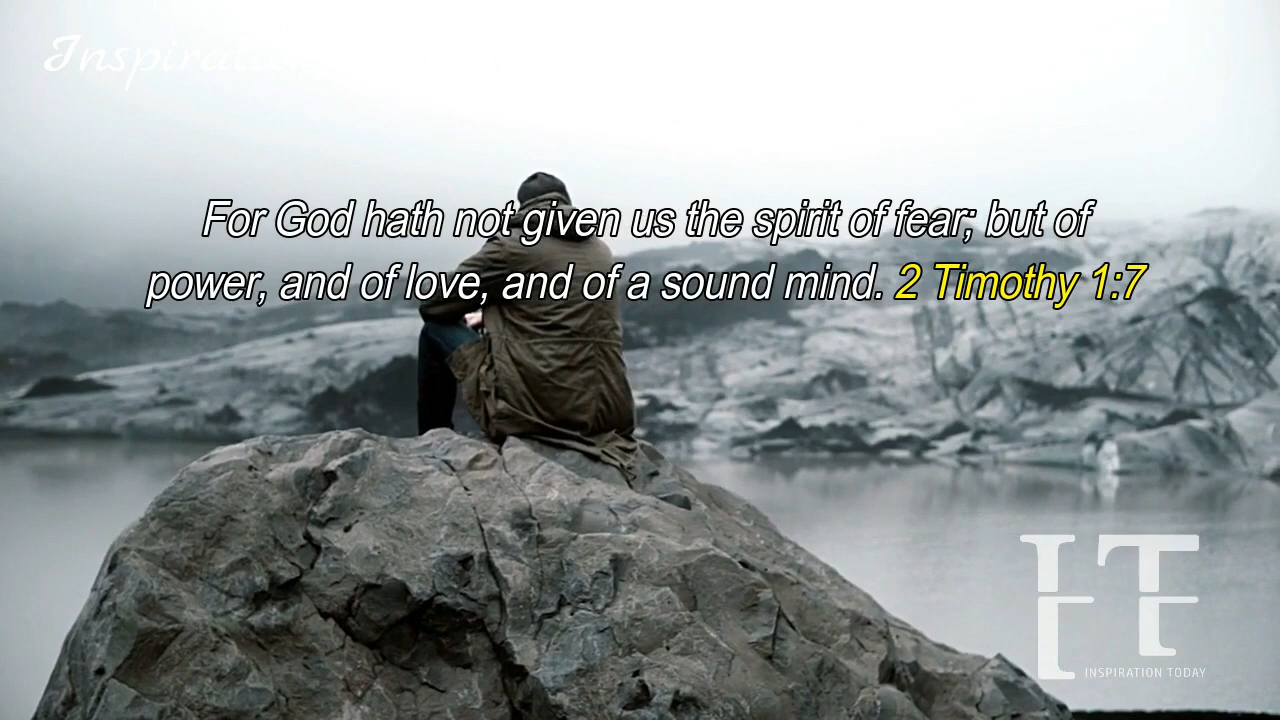 For God hath not given us the spirit of fear; but of
power, and of love, and of a sound mind. 2 Timothy 1:7
IT
INSPIRATION TODAY